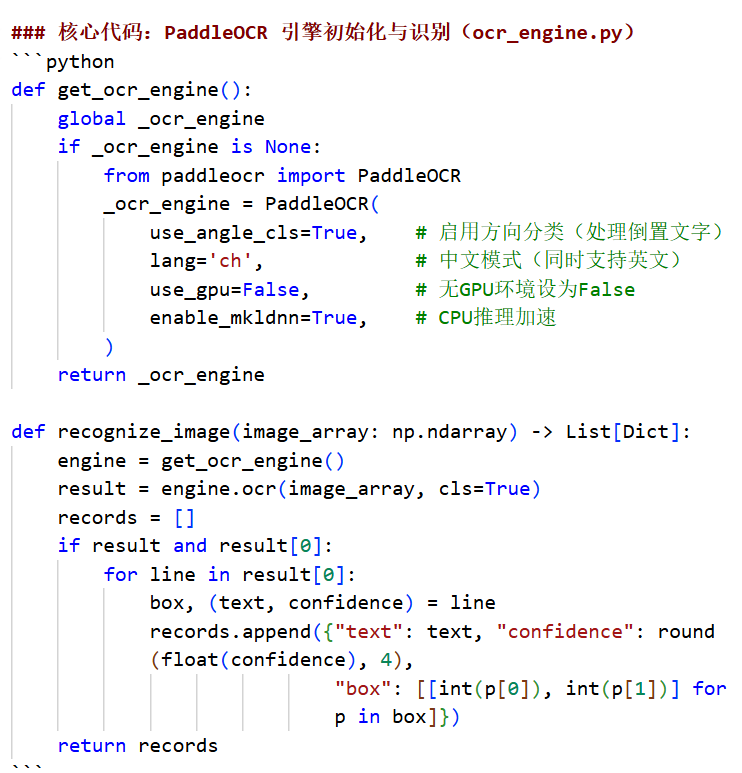 ### 核心代码：PaddleOCR 引擎初始化与识别（ocr_engine.py）
```python
def get_ocr_engine():
    global _ocr_engine
    if _ocr_engine is None:
        from paddleocr import PaddleOCR
        _ocr_engine = PaddleOCR(
            use_angle_cls=True,    # 启用方向分类（处理倒置文字）
            lang='ch',             # 中文模式（同时支持英文）
            use_gpu=False,         # 无GPU环境设为False
            enable_mkldnn=True,    # CPU推理加速
        )
    return _ocr_engine

def recognize_image(image_array: np.ndarray) -> List[Dict]:
    engine = get_ocr_engine()
    result = engine.ocr(image_array, cls=True)
    records = []
    if result and result[0]:
        for line in result[0]:
            box, (text, confidence) = line
            records.append({"text": text, "confidence": round
            (float(confidence), 4),
                            "box": [[int(p[0]), int(p[1])] for
                            p in box]})
    return records
```